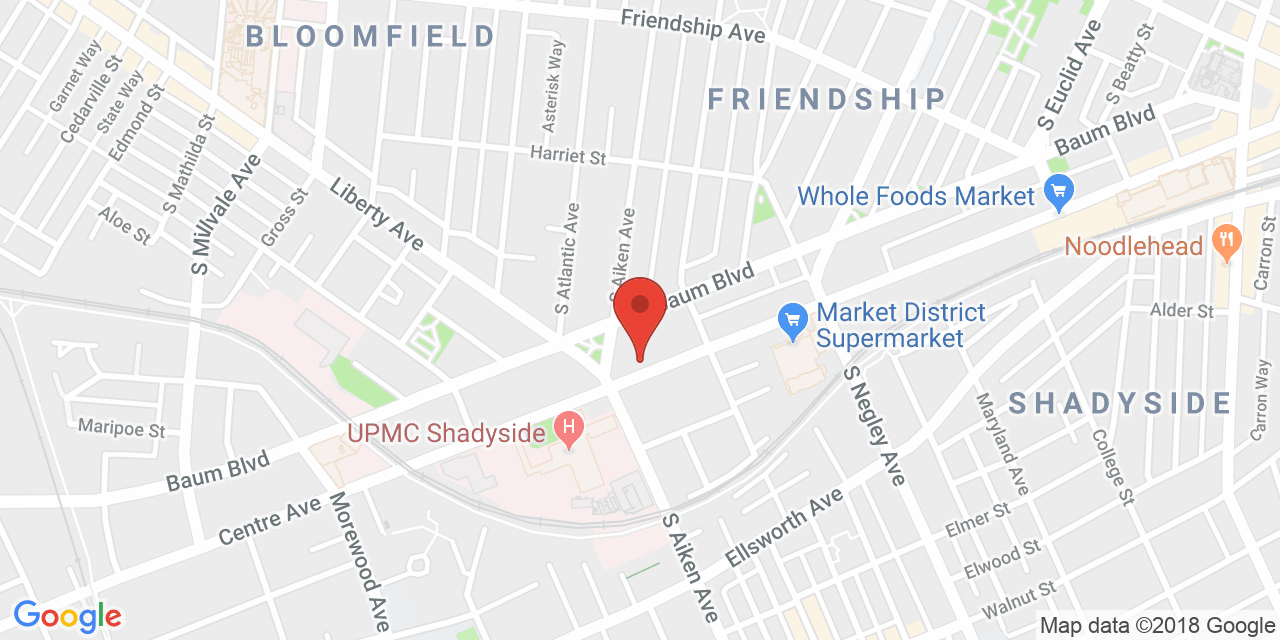 BLOOMFIELD
Friendship Ave
FRIENDSHIP
Garnet Way
Cedarville St
State Way
Edmond St
S Mathilda St
Asterisk Way
S Euclid Ave
S Beatty St
Baum Blvd
Harriet St
Aloe St
S Millvale Ave
Gross St
Liberty Ave
S Atlantic Ave
S Aiken Ave
Whole Foods Market
Noodlehead
Carron St
Baum Blvd
Market District
Supermarket
Alder St
Maripoe St
UPMC Shadyside
H
S Negley Ave
SHADYSIDE
Carron Way
Maryland Ave
College St
Baum Blvd
Centre Ave
Morewood Ave
S Aiken Ave
Ellsworth Ave
Elmer St
Elwood St
Walnut St
Google
Map data ©2018 Google